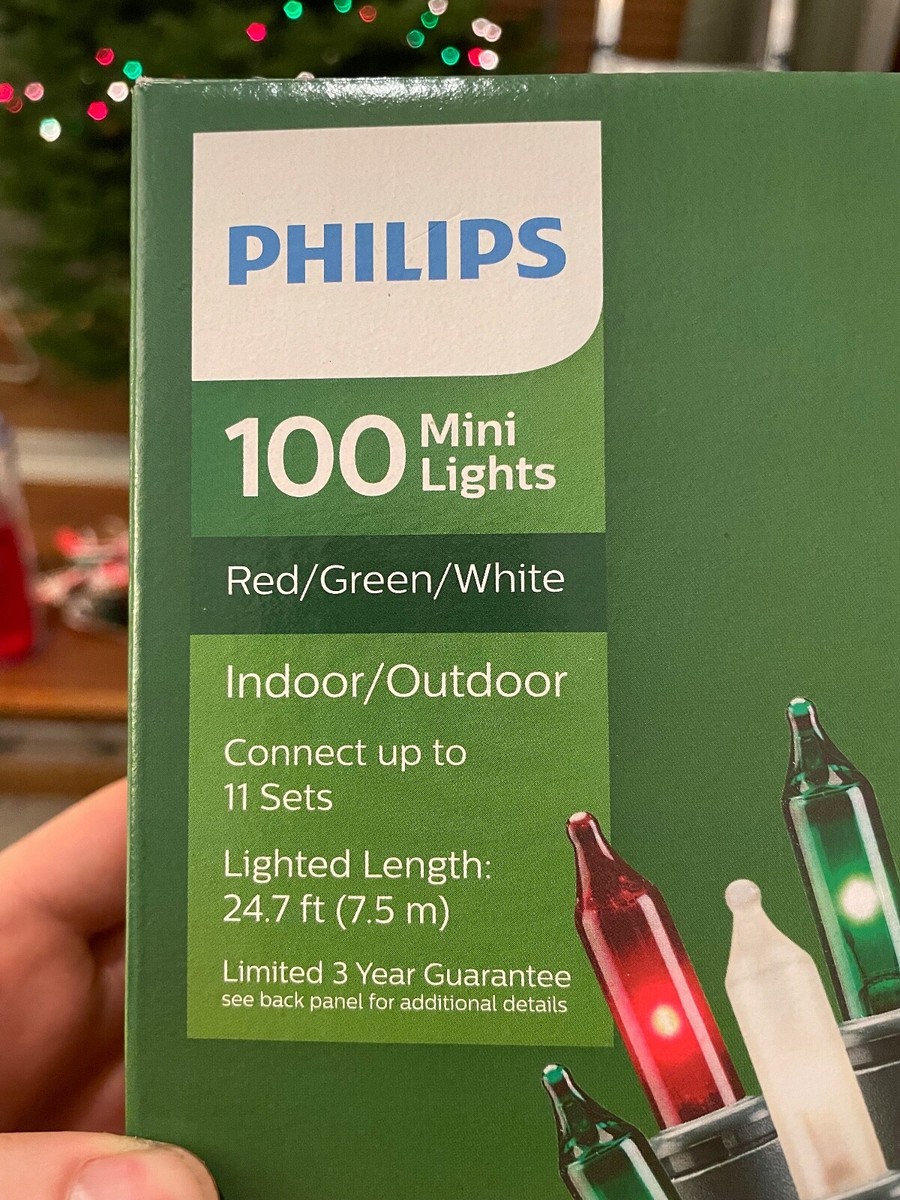 PHILIPS
100 Mini
Lights
Red/Green/White
Indoor/Outdoor
Connect up to
11 Sets
Lighted Length:
24.7 ft (7.5 m)
Limited 3 Year Guarantee
see back panel for additional details